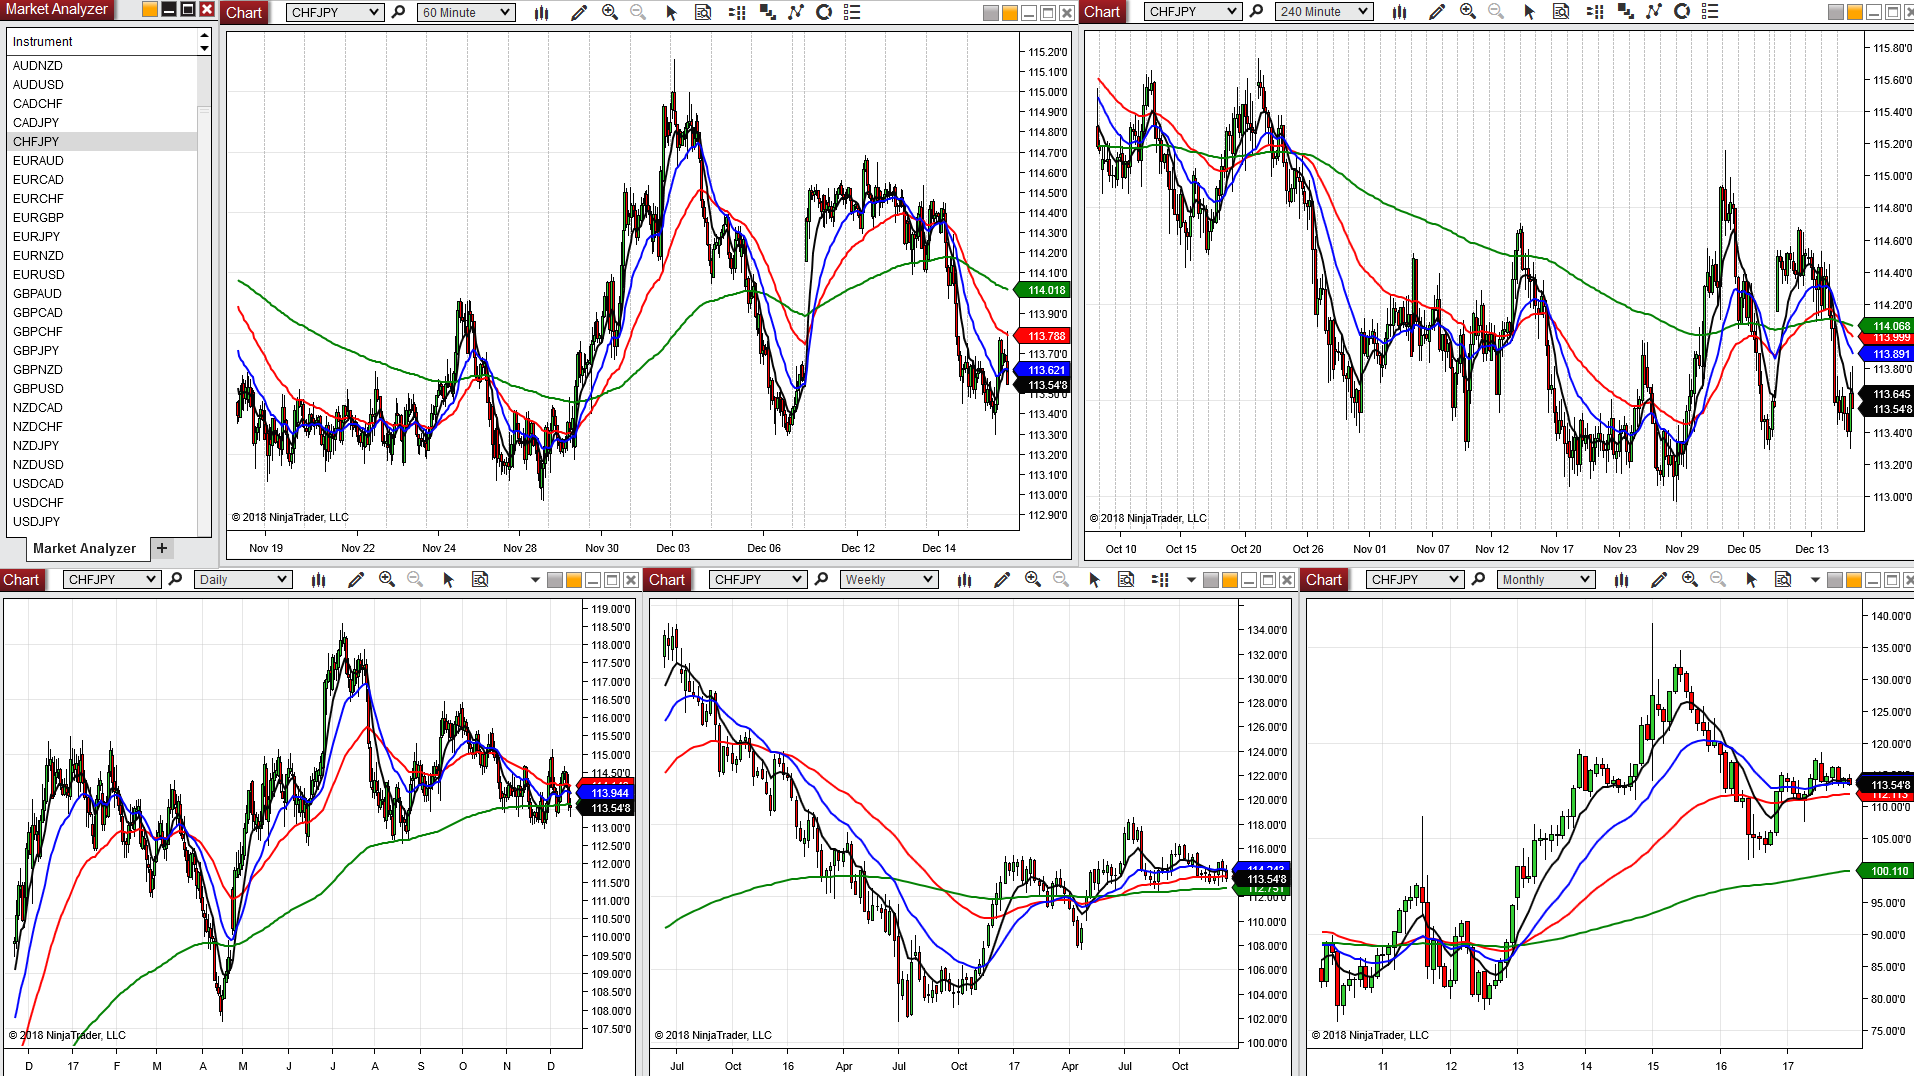 Market Analyzer
Instrument
AUDNZD
AUDUSD
CADCHF
CADJPY
CHFJPY
EURAUD
EURCAD
EURCHF
EURGBP
EURJPY
EURNZD
EURUSD
GBPAUD
GBPCAD
GBPCHF
GBPJPY
GBPNZD
GBPUSD
NZDCAD
NZDCHF
NZDJPY
NZDUSD
USDCAD
USDCHF
USDJPY
Market Analyzer +
Chart CHFJPY 60 Minute
115.20'0
115.10'0
115.00'0
114.90'0
114.80'0
114.70'0
114.60'0
114.50'0
114.40'0
114.30'0
114.20'0
114.10'0
114.018
113.90'0
113.788
113.70'0
113.621
113.54'8
113.50'0
113.40'0
113.30'0
113.20'0
113.10'0
113.00'0
112.90'0
© 2018 NinjaTrader, LLC
Nov 19 Nov 22 Nov 24 Nov 28 Nov 30 Dec 03 Dec 06 Dec 12 Dec 14
Chart CHFJPY 240 Minute
115.80'0
115.60'0
115.40'0
115.20'0
115.00'0
114.80'0
114.60'0
114.40'0
114.20'0
114.068
113.999
113.891
113.80'0
113.645
113.54'8
113.40'0
113.20'0
113.00'0
© 2018 NinjaTrader, LLC
Oct 10 Oct 15 Oct 20 Oct 26 Nov 01 Nov 07 Nov 12 Nov 17 Nov 23 Nov 29 Dec 05 Dec 13
Chart CHFJPY Daily
119.00'0
118.50'0
118.00'0
117.50'0
117.00'0
116.50'0
116.00'0
115.50'0
115.00'0
114.50'0
113.944
113.54'8
113.00'0
112.50'0
112.00'0
111.50'0
111.00'0
110.50'0
110.00'0
109.50'0
109.00'0
108.50'0
108.00'0
107.50'0
© 2018 NinjaTrader, LLC
D 17 F M A M J J A S O N D
Chart CHFJPY Weekly
134.00'0
132.00'0
130.00'0
128.00'0
126.00'0
124.00'0
122.00'0
120.00'0
118.00'0
116.00'0
113.54'8
112.751
112.00'0
110.00'0
108.00'0
106.00'0
104.00'0
102.00'0
100.00'0
© 2018 NinjaTrader, LLC
Jul Oct 16 Apr Jul Oct 17 Apr Jul Oct
Chart CHFJPY Monthly
140.00'0
135.00'0
130.00'0
125.00'0
120.00'0
113.54'8
110.00'0
105.00'0
100.110
95.00'0
90.00'0
85.00'0
80.00'0
75.00'0
© 2018 NinjaTrader, LLC
11 12 13 14 15 16 17